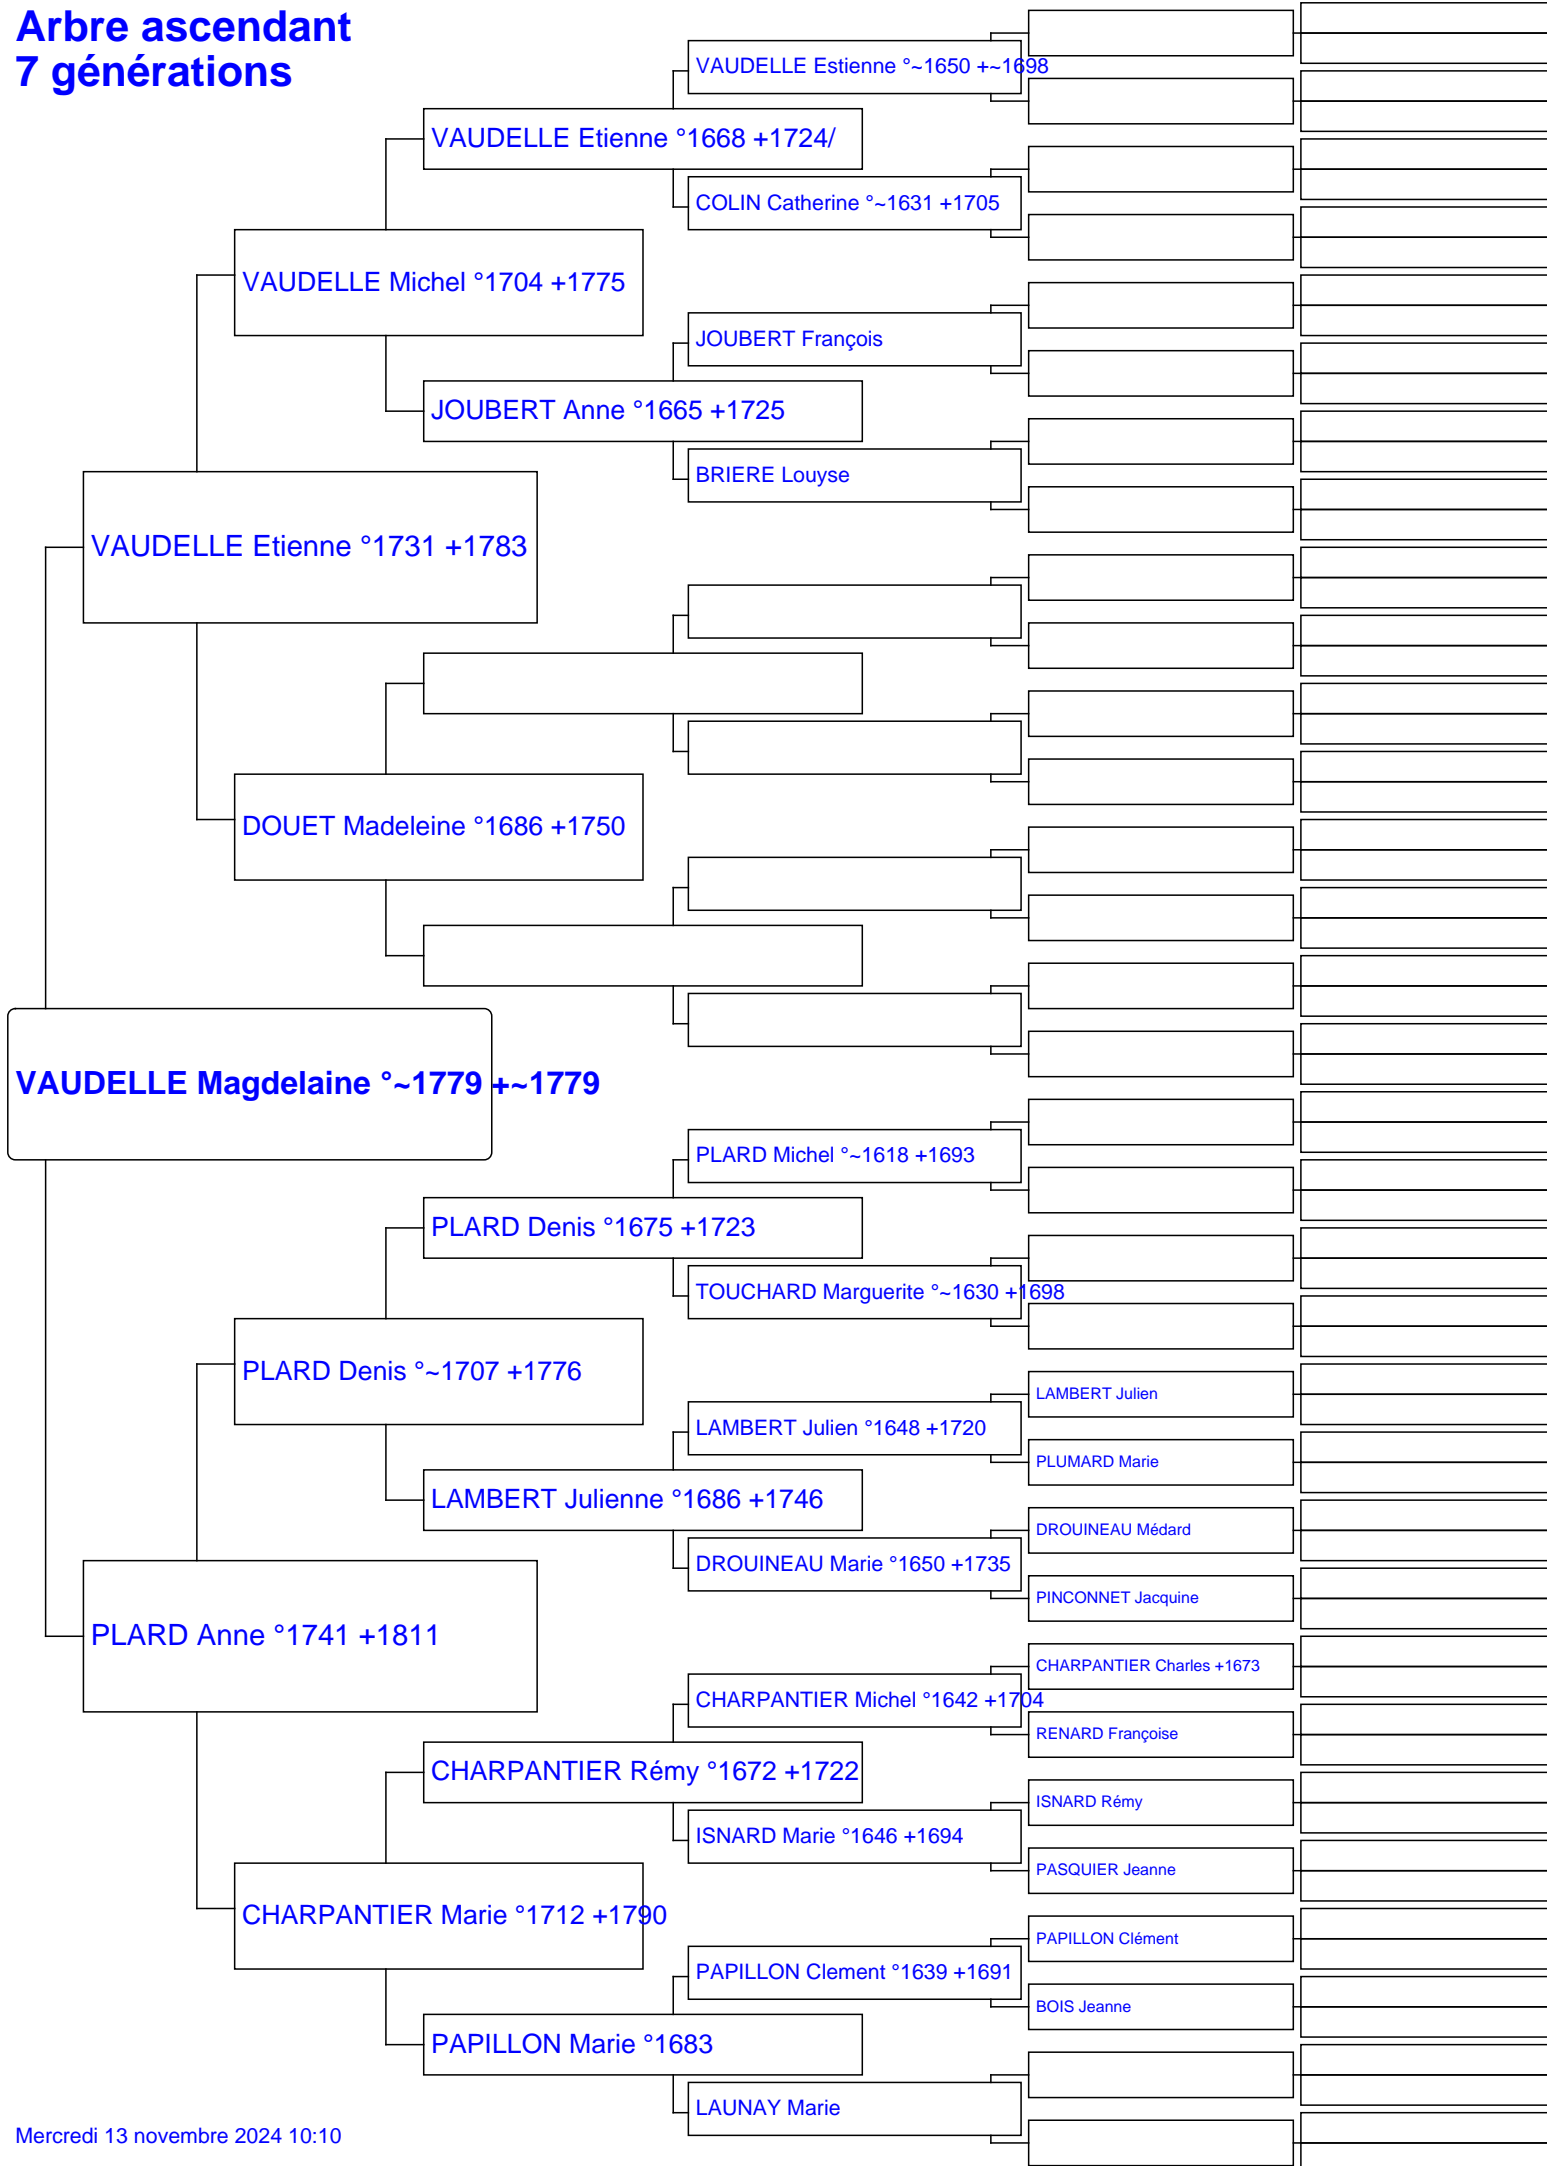 Arbre ascendant
7 générations
VAUDELLE Estienne °~1650 +~1698
VAUDELLE Etienne °1668 +1724/
COLIN Catherine °~1631 +1705
VAUDELLE Michel °1704 +1775
JOUBERT François
JOUBERT Anne °1665 +1725
BRIERE Louyse
VAUDELLE Etienne °1731 +1783
DOUET Madeleine °1686 +1750
VAUDELLE Magdelaine °~1779 +~1779
PLARD Michel °~1618 +1693
PLARD Denis °1675 +1723
TOUCHARD Marguerite °~1630 +1698
PLARD Denis °~1707 +1776
LAMBERT Julien
LAMBERT Julien °1648 +1720
PLUMARD Marie
LAMBERT Julienne °1686 +1746
DROUINEAU Médard
DROUINEAU Marie °1650 +1735
PINCONNET Jacquine
PLARD Anne °1741 +1811
CHARPANTIER Charles +1673
CHARPANTIER Michel °1642 +1704
RENARD Françoise
CHARPANTIER Rémy °1672 +1722
ISNARD Rémy
ISNARD Marie °1646 +1694
PASQUIER Jeanne
CHARPANTIER Marie °1712 +1790
PAPILLON Clément
PAPILLON Clement °1639 +1691
BOIS Jeanne
PAPILLON Marie °1683
LAUNAY Marie
Mercredi 13 novembre 2024 10:10